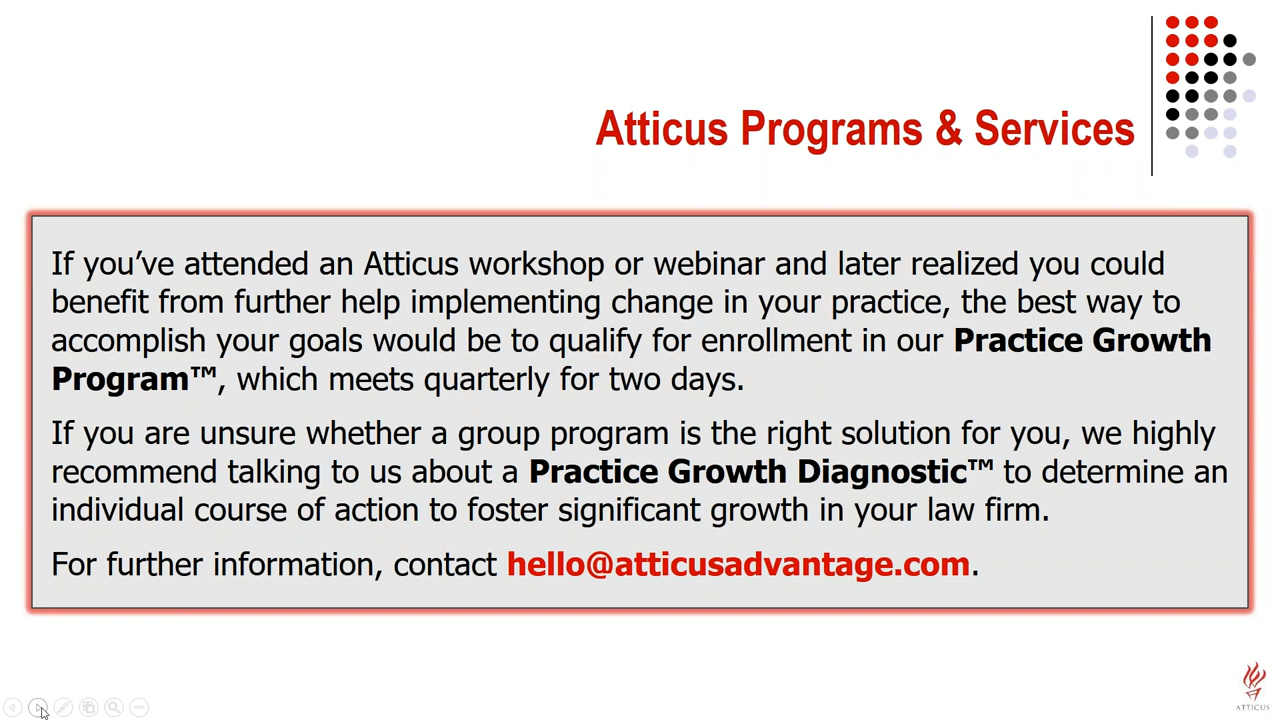 Atticus Programs & Services
If you’ve attended an Atticus workshop or webinar and later realized you could
benefit from further help implementing change in your practice, the best way to
accomplish your goals would be to qualify for enrollment in our Practice Growth
Program™, which meets quarterly for two days.
If you are unsure whether a group program is the right solution for you, we highly
recommend talking to us about a Practice Growth Diagnostic™ to determine an
individual course of action to foster significant growth in your law firm.
For further information, contact hello@atticusadvantage.com.
ATTICUS